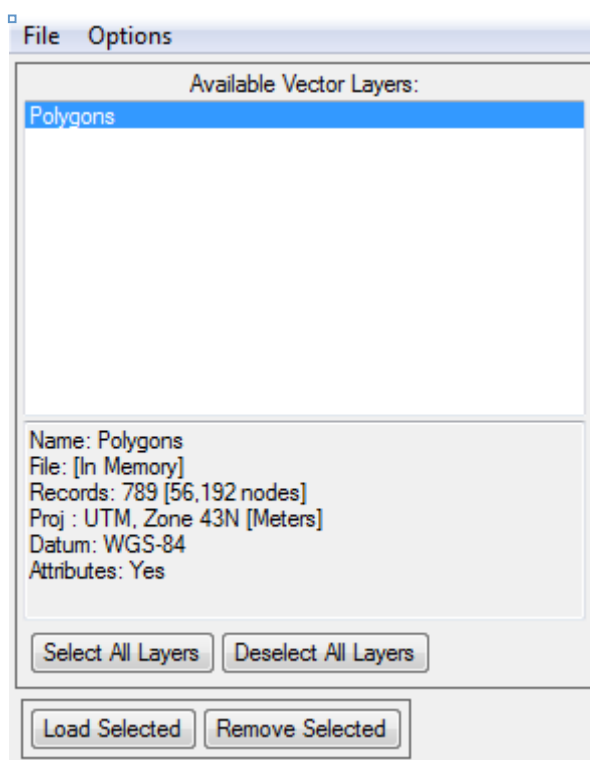 File Options
Available Vector Layers:
Polygons
Name: Polygons
File: [In Memory]
Records: 789 [56,192 nodes]
Proj : UTM, Zone 43N [Meters]
Datum: WGS-84
Attributes: Yes
Select All Layers Deselect All Layers
Load Selected Remove Selected